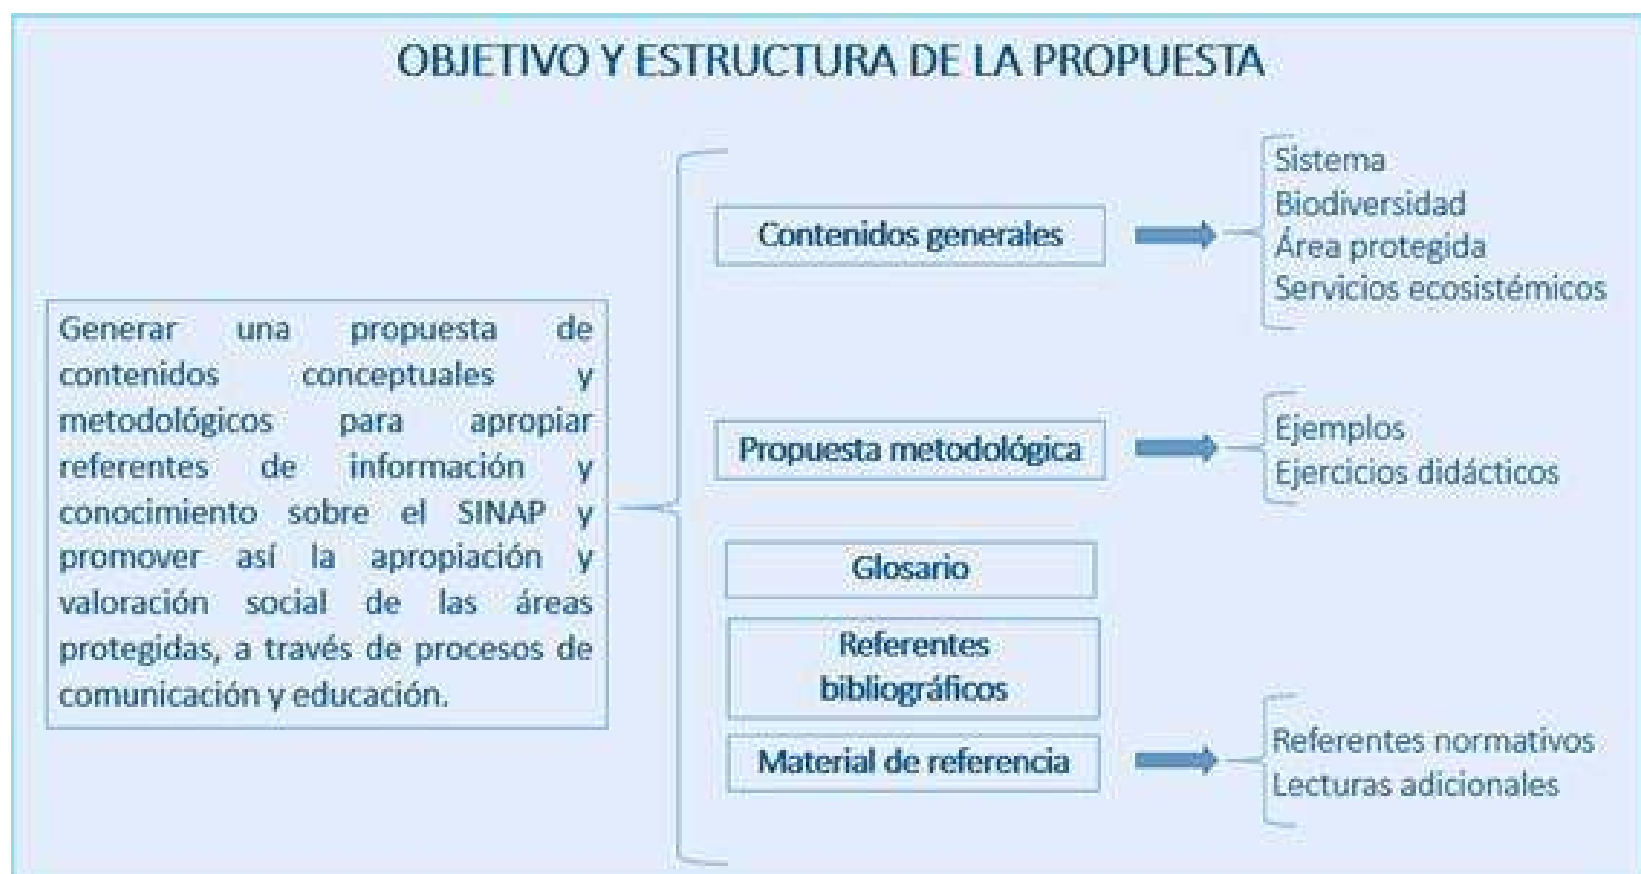 OBJETIVO Y ESTRUCTURA DE LA PROPUESTA
Generar una propuesta de
contenidos conceptuales y
metodológicos para apropiar
referentes de información y
conocimiento sobre el SINAP y
promover así la apropiación y
valoración social de las áreas
protegidas, a través de procesos de
comunicación y educación.
Contenidos generales
Sistema
Biodiversidad
Área protegida
Servicios ecosistémicos
Propuesta metodológica
Ejemplos
Ejercicios didácticos
Glosario
Referentes
bibliográficos
Material de referencia
Referentes normativos
Lecturas adicionales